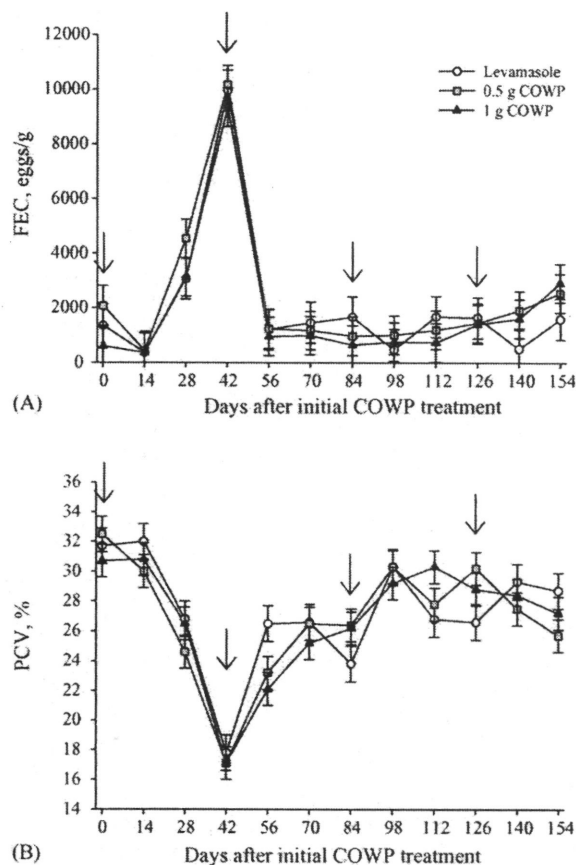 12000
10000
8000
6000
4000
2000
0
FEC, eggs/g
Levamasole
0.5 g COWP
1 g COWP
0 14 28 42 56 70 84 98 112 126 140 154
(A)
Days after initial COWP treatment
36
34
32
30
28
26
24
22
20
18
16
14
PCV, %
0 14 28 42 56 70 84 98 112 126 140 154
(B)
Days after initial COWP treatment